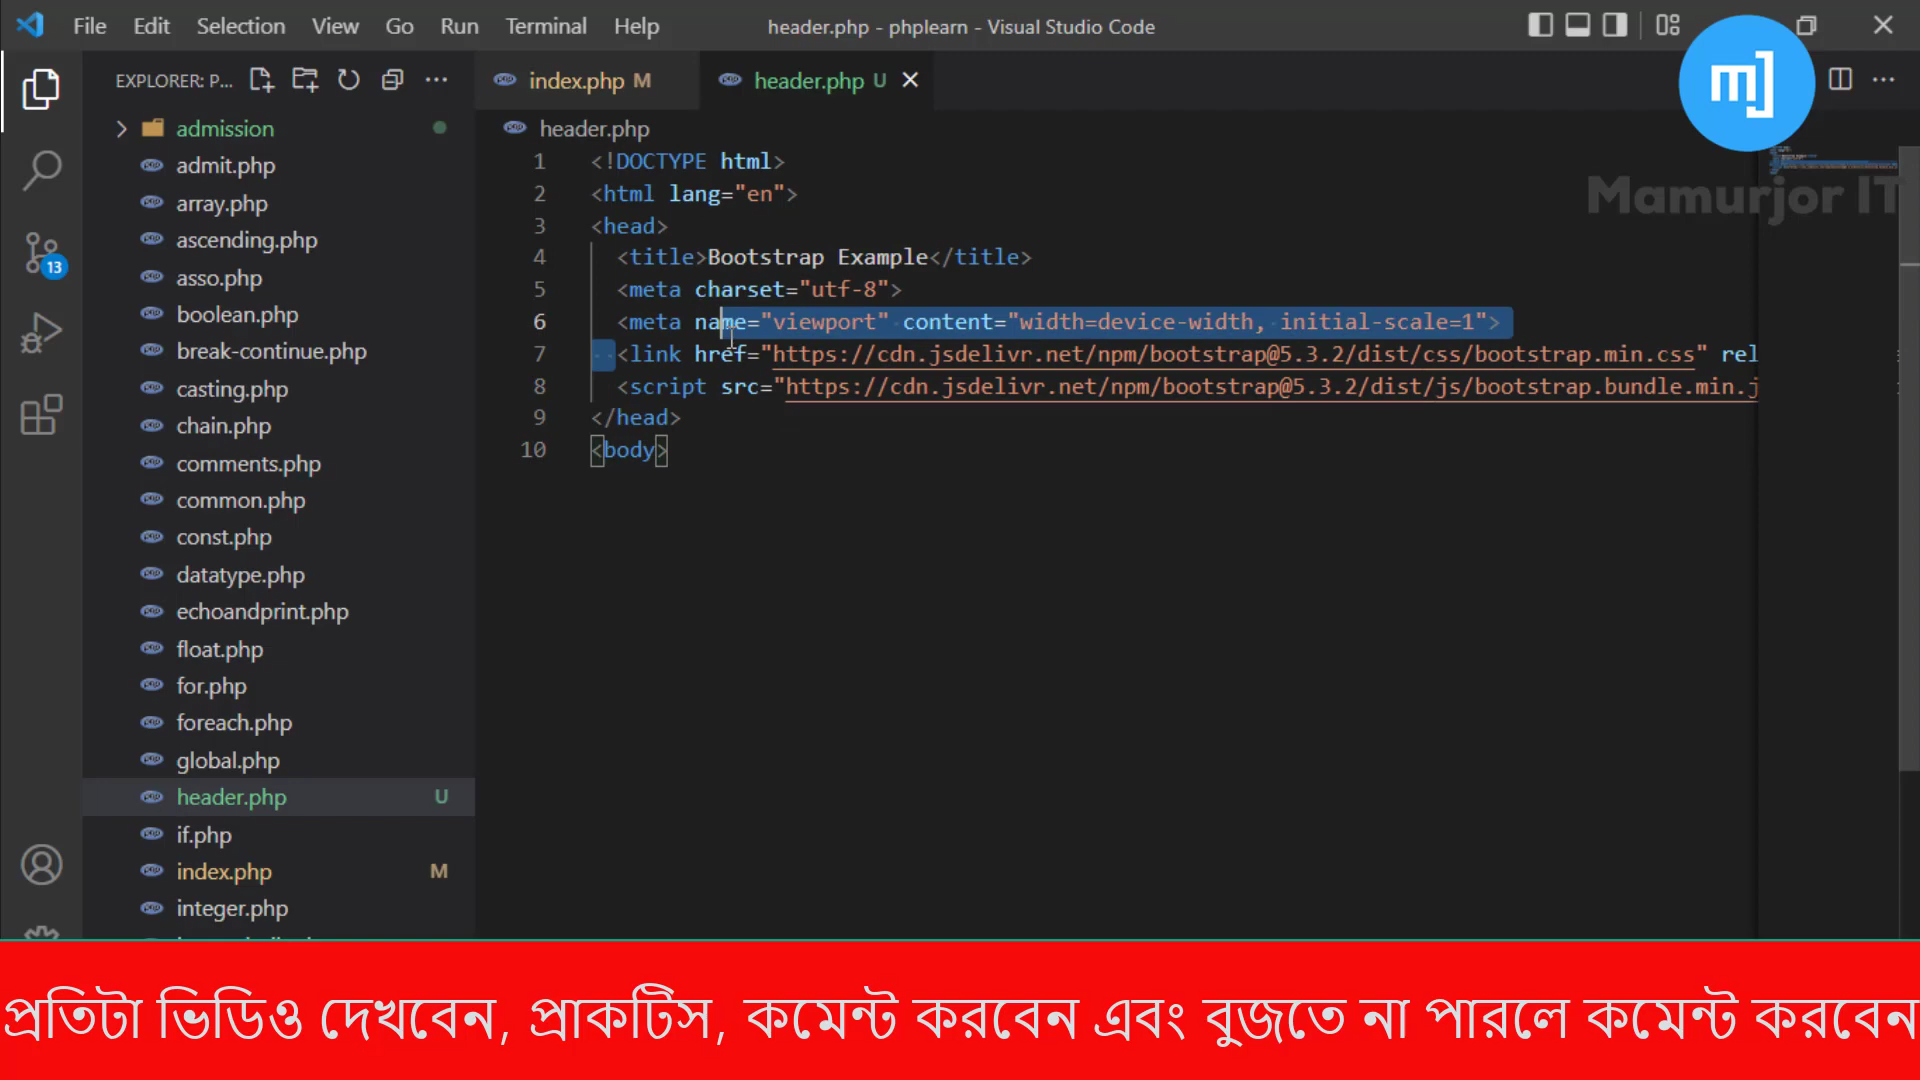 File Edit Selection View Go Run Terminal Help
header.php - phplearn - Visual Studio Code
EXPLORER: P...
index.php M
header.php U
mj
Mamurjor IT
admission
admit.php
array.php
ascending.php
asso.php
boolean.php
break-continue.php
casting.php
chain.php
comments.php
common.php
const.php
datatype.php
echoandprint.php
float.php
for.php
foreach.php
global.php
header.php U
if.php
index.php M
integer.php
13
header.php
1 <!DOCTYPE html>
2 <html lang="en">
3 <head>
4 <title>Bootstrap Example</title>
5 <meta charset="utf-8">
6 <meta name="viewport" content="width=device-width, initial-scale=1">
7 <link href="https://cdn.jsdelivr.net/npm/bootstrap@5.3.2/dist/css/bootstrap.min.css" rel
8 <script src="https://cdn.jsdelivr.net/npm/bootstrap@5.3.2/dist/js/bootstrap.bundle.min.j
9 </head>
10 <body>
প্রতিটা ভিডিও দেখবেন, প্রাকটিস, কমেন্ট করবেন এবং বুজতে না পারলে কমেন্ট করবেন